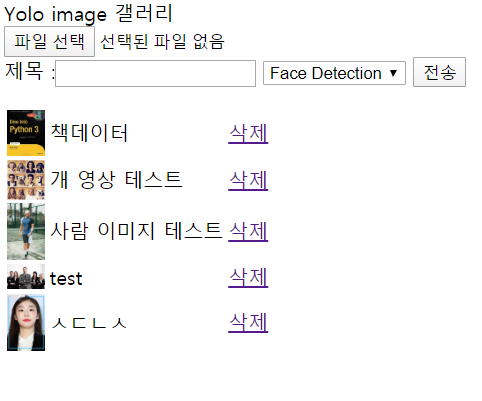 Yolo image 갤러리
파일 선택 선택된 파일 없음
제목 : Face Detection ▼ 전송
Dive Into
Python 3
책데이터 삭제
개 영상 테스트 삭제
사람 이미지 테스트 삭제
test 삭제
ㅅㄷㄴㅅ 삭제